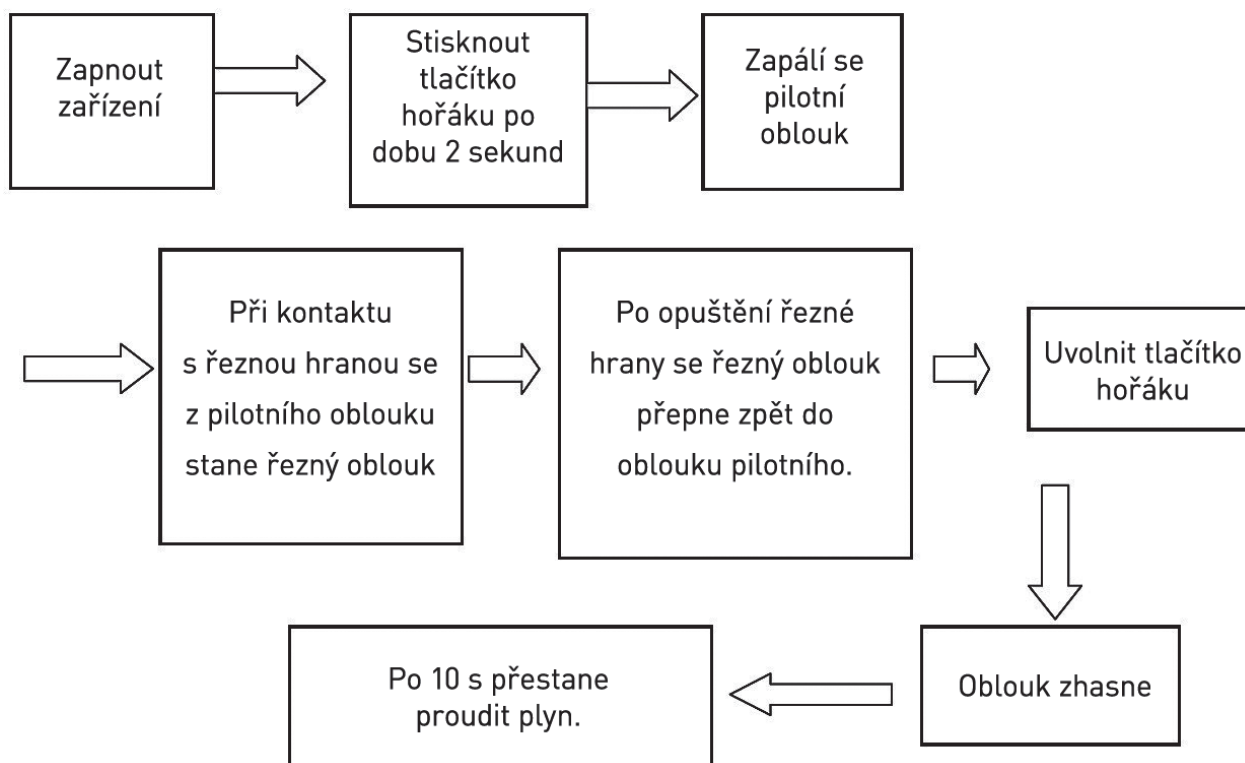 Zapnout
zařízení
Stisknout
tlačítko
hořáku po
dobu 2 sekund
Zapálí se
pilotní
oblouk
Při kontaktu
s řeznou hranou se
z pilotního oblouku
stane řezný oblouk
Po opuštění řezné
hrany se řezný oblouk
přepne zpět do
oblouku pilotního.
Uvolnit tlačítko
hořáku
Oblouk zhasne
Po 10 s přestane
proudit plyn.